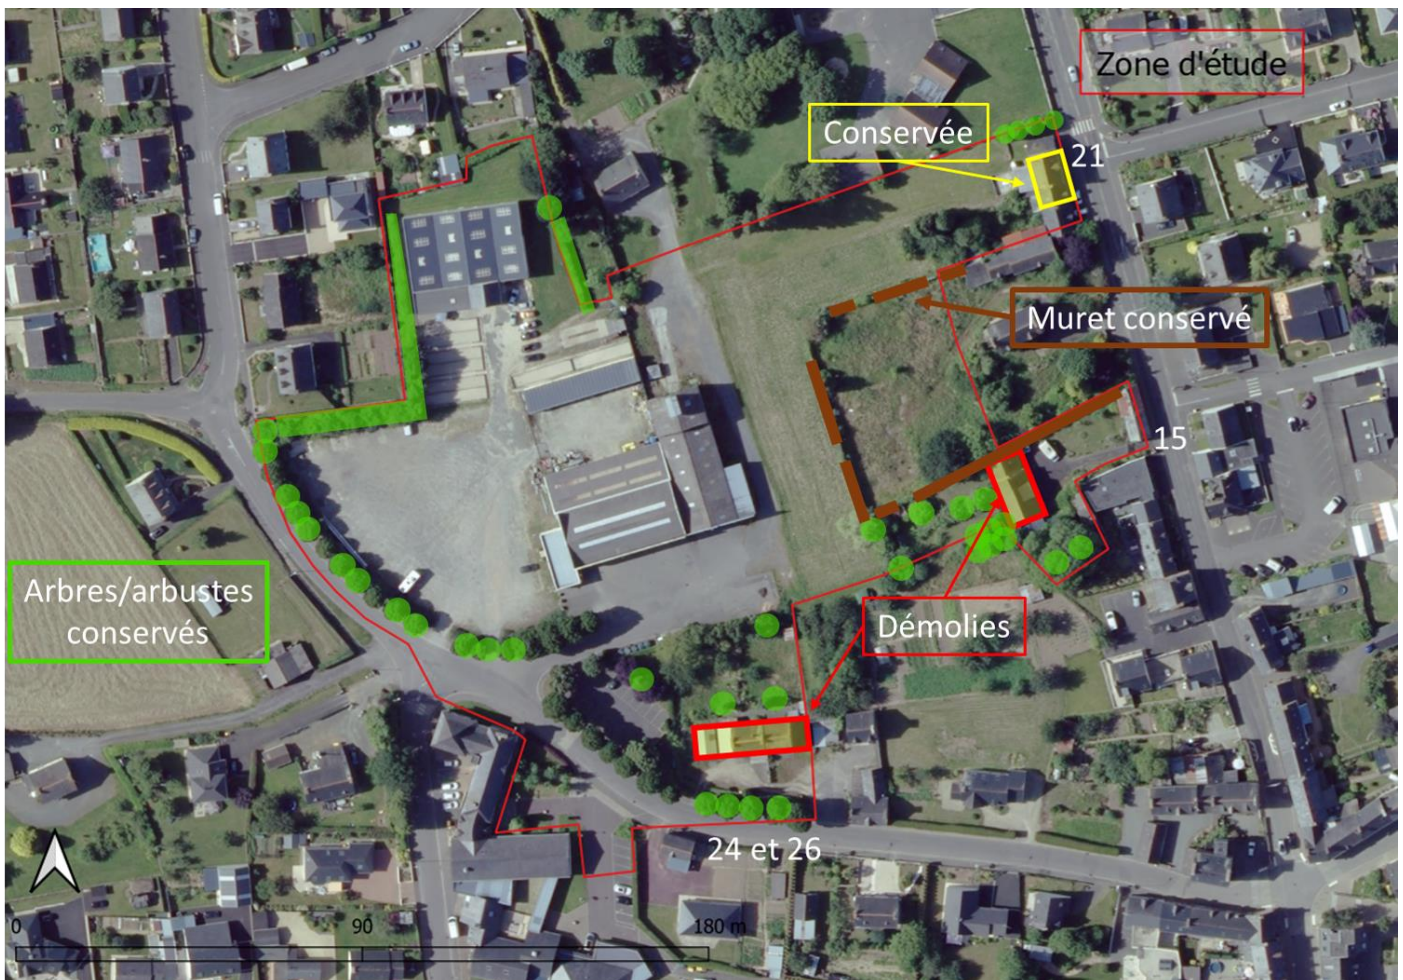 Zone d'étude
Conservée
21
Muret conservé
15
Arbres/arbustes
conservés
Démolies
24 et 26
0
90
180 m